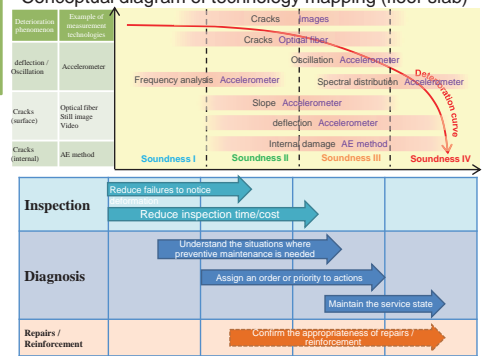 Conceptual diagram of technology mapping (floor slab)
Deterioration phenomenon
Example of measurement technologies
deflection / Oscillation
Accelerometer
Cracks (surface)
Optical fiber
Still image
Video
Cracks (internal)
AE method
Cracks images
Cracks Optical fiber
Oscillation Accelerometer
Frequency analysis Accelerometer
Spectral distribution Accelerometer
Slope Accelerometer
deflection Accelerometer
Internal damage AE method
Deterioration curve
Soundness I Soundness II Soundness III Soundness IV
Inspection
Reduce failures to notice
deformation
Reduce inspection time/cost
Diagnosis
Understand the situations where
preventive maintenance is needed
Assign an order or priority to actions
Maintain the service state
Repairs /
Reinforcement
Confirm the appropriateness of repairs /
reinforcement